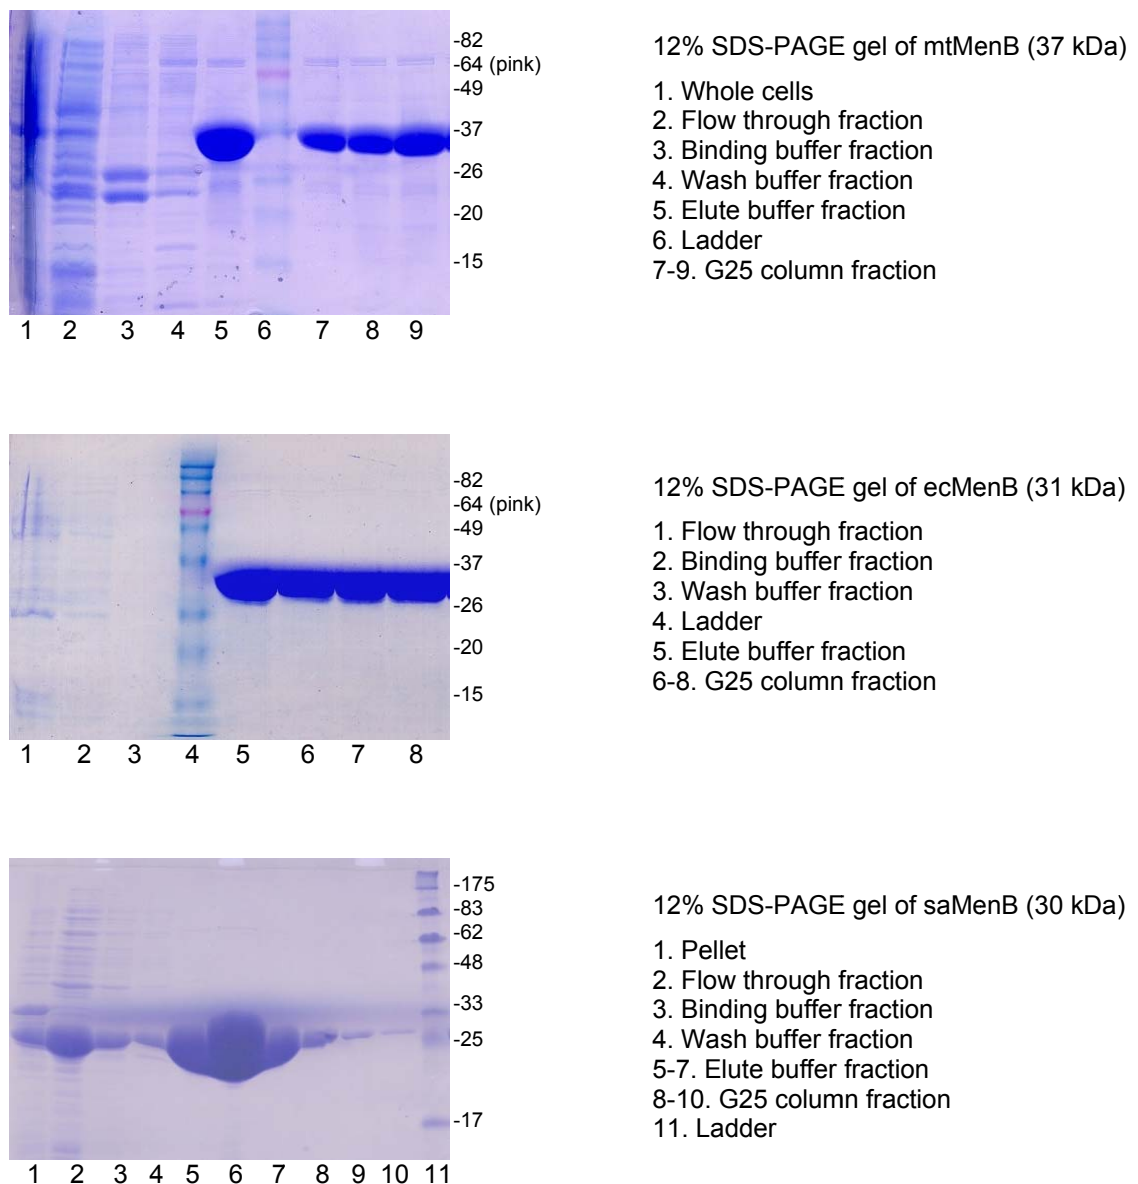 -82
-64 (pink)
-49
-37
-26
-20
-15
1 2 3 4 5 6 7 8 9
12% SDS-PAGE gel of mtMenB (37 kDa)
1. Whole cells
2. Flow through fraction
3. Binding buffer fraction
4. Wash buffer fraction
5. Elute buffer fraction
6. Ladder
7-9. G25 column fraction
-82
-64 (pink)
-49
-37
-26
-20
-15
1 2 3 4 5 6 7 8
12% SDS-PAGE gel of ecMenB (31 kDa)
1. Flow through fraction
2. Binding buffer fraction
3. Wash buffer fraction
4. Ladder
5. Elute buffer fraction
6-8. G25 column fraction
-175
-83
-62
-48
-33
-25
-17
1 2 3 4 5 6 7 8 9 10 11
12% SDS-PAGE gel of saMenB (30 kDa)
1. Pellet
2. Flow through fraction
3. Binding buffer fraction
4. Wash buffer fraction
5-7. Elute buffer fraction
8-10. G25 column fraction
11. Ladder